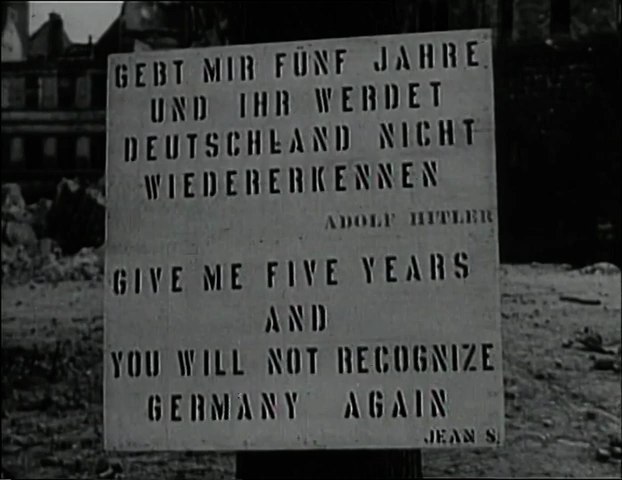 GEBT MIR FÜNF JAHRE
UND IHR WERDET
DEUTSCHLAND NICHT
WIEDERERKENNEN
ADOLF HITLER
GIVE ME FIVE YEARS
AND
YOU WILL NOT RECOGNIZE
GERMANY AGAIN
JEAN S.